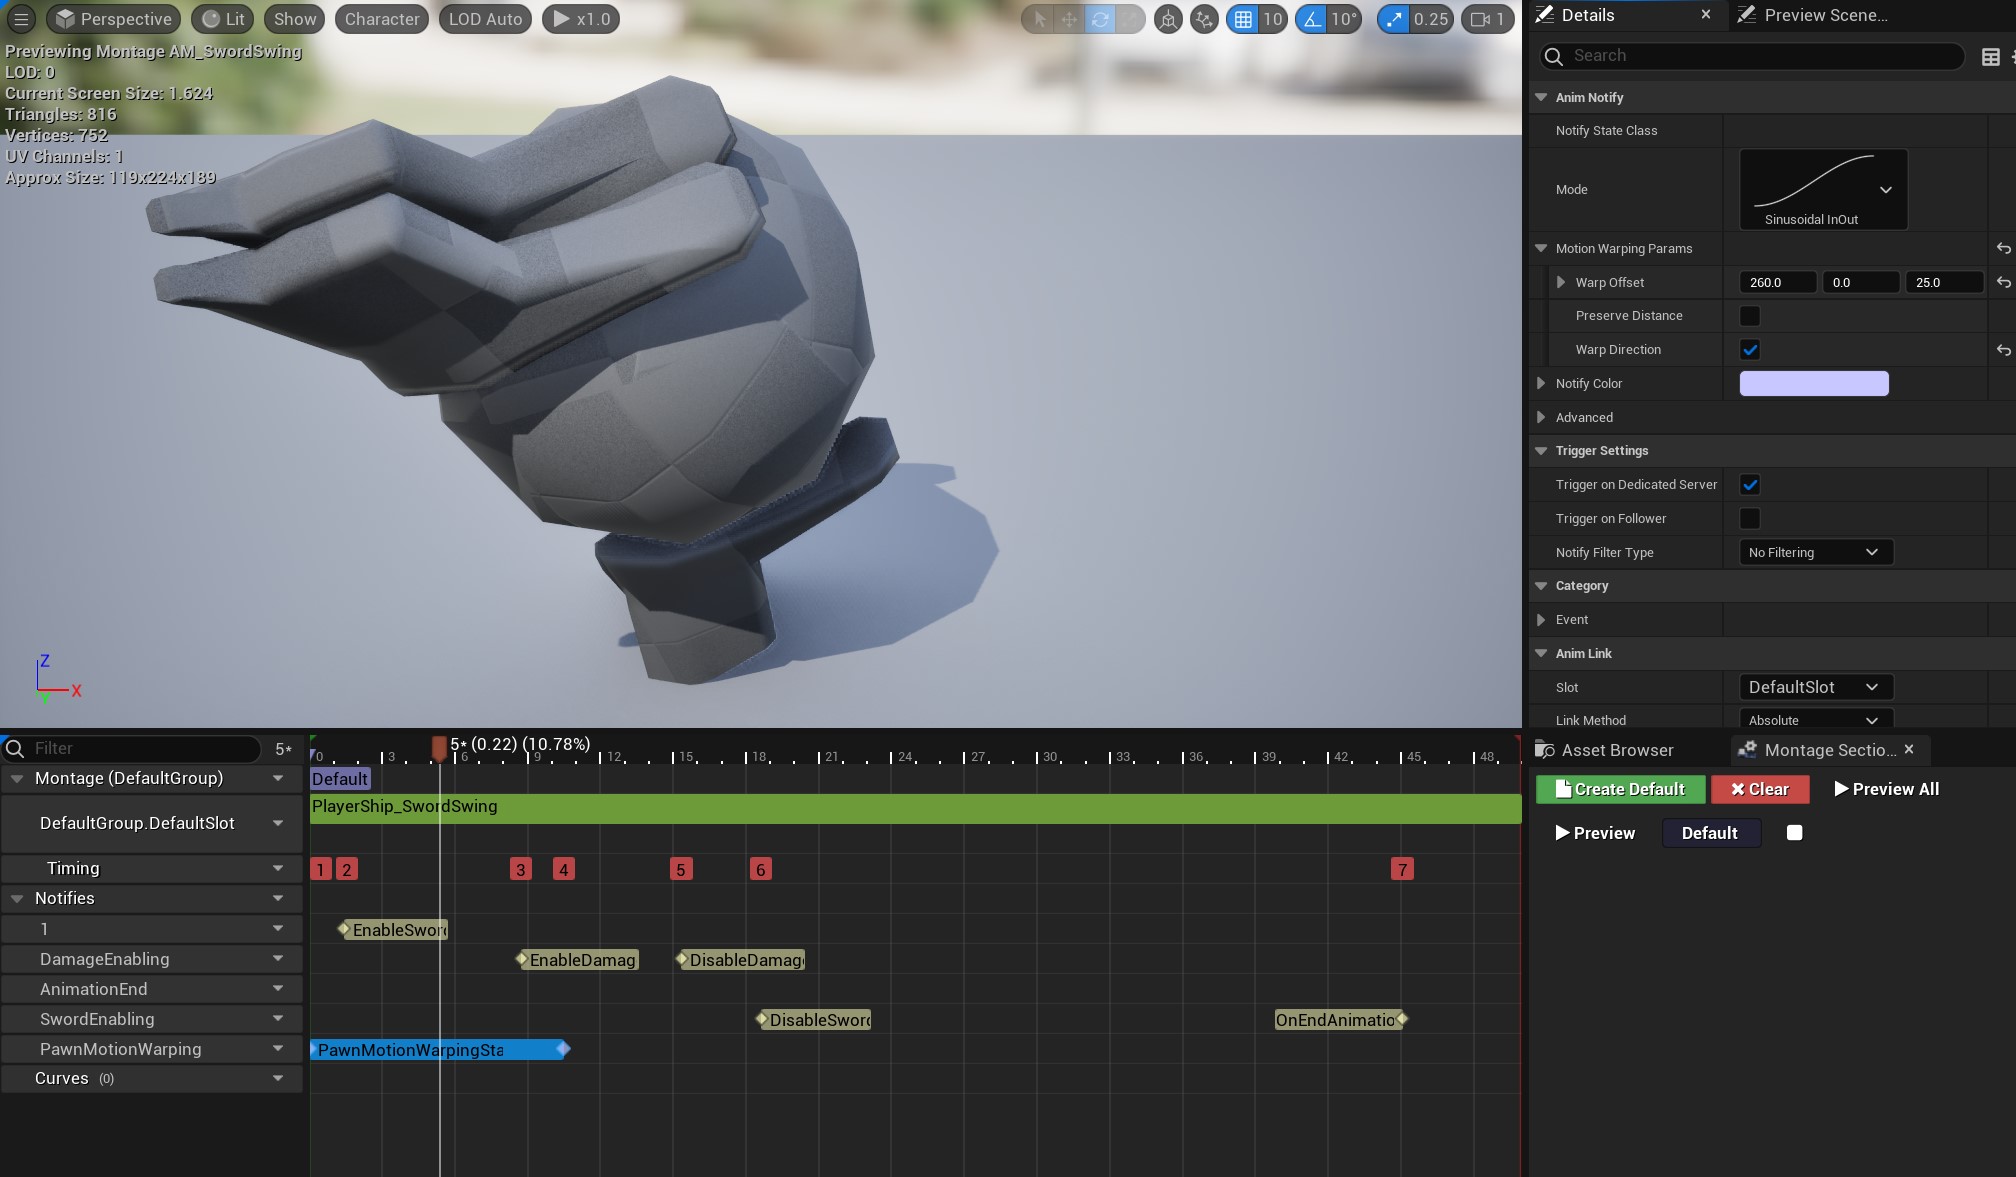 Perspective Lit Show Character LOD Auto x1.0 10 10° 0.25 1
Previewing Montage AM_SwordSwing
LOD: 0
Current Screen Size: 1.624
Triangles: 816
Vertices: 752
UV Channels: 1
Approx Size: 119x224x189
Z
X
Y
Details Preview Scene...
Search
Anim Notify
Notify State Class
Mode
Sinusoidal InOut
Motion Warping Params
Warp Offset 260.0 0.0 25.0
Preserve Distance
Warp Direction
Notify Color
Advanced
Trigger Settings
Trigger on Dedicated Server
Trigger on Follower
Notify Filter Type No Filtering
Category
Event
Anim Link
Slot DefaultSlot
Link Method Absolute
Filter 5*
5* (0.22) (10.78%)
0 3 6 9 12 15 18 21 24 27 30 33 36 39 42 45 48
Montage (DefaultGroup) Default
DefaultGroup.DefaultSlot PlayerShip_SwordSwing
Timing 1 2 3 4 5 6 7
Notifies
1 EnableSword
DamageEnabling EnableDamag DisableDamag
AnimationEnd
SwordEnabling DisableSword OnEndAnimatio
PawnMotionWarping PawnMotionWarpingSta
Curves (0)
Asset Browser Montage Sectio...
Create Default Clear Preview All
Preview Default